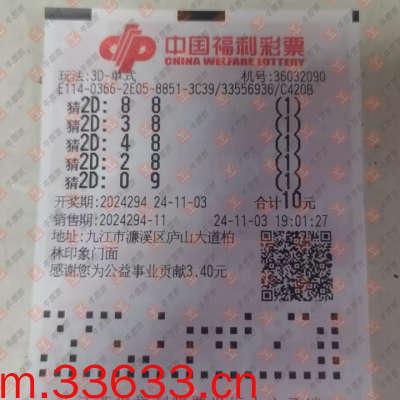 中国福利彩票
CHINA WELFARE LOTTERY
玩法:3D-单式 机号:36032090
E114-0366-2E05-8851-3C39/33556936/C420B
猜2D: 8 8 (1)
猜2D: 3 8 (1)
猜2D: 4 8 (1)
猜2D: 2 8 (1)
猜2D: 0 9 (1)
开奖期:2024294 24-11-03 合计10元
销售期:2024294-11 24-11-03 19:01:27
地址:九江市濂溪区庐山大道柏
林印象门面
感谢您为公益事业贡献3.40元
m.33633.cn